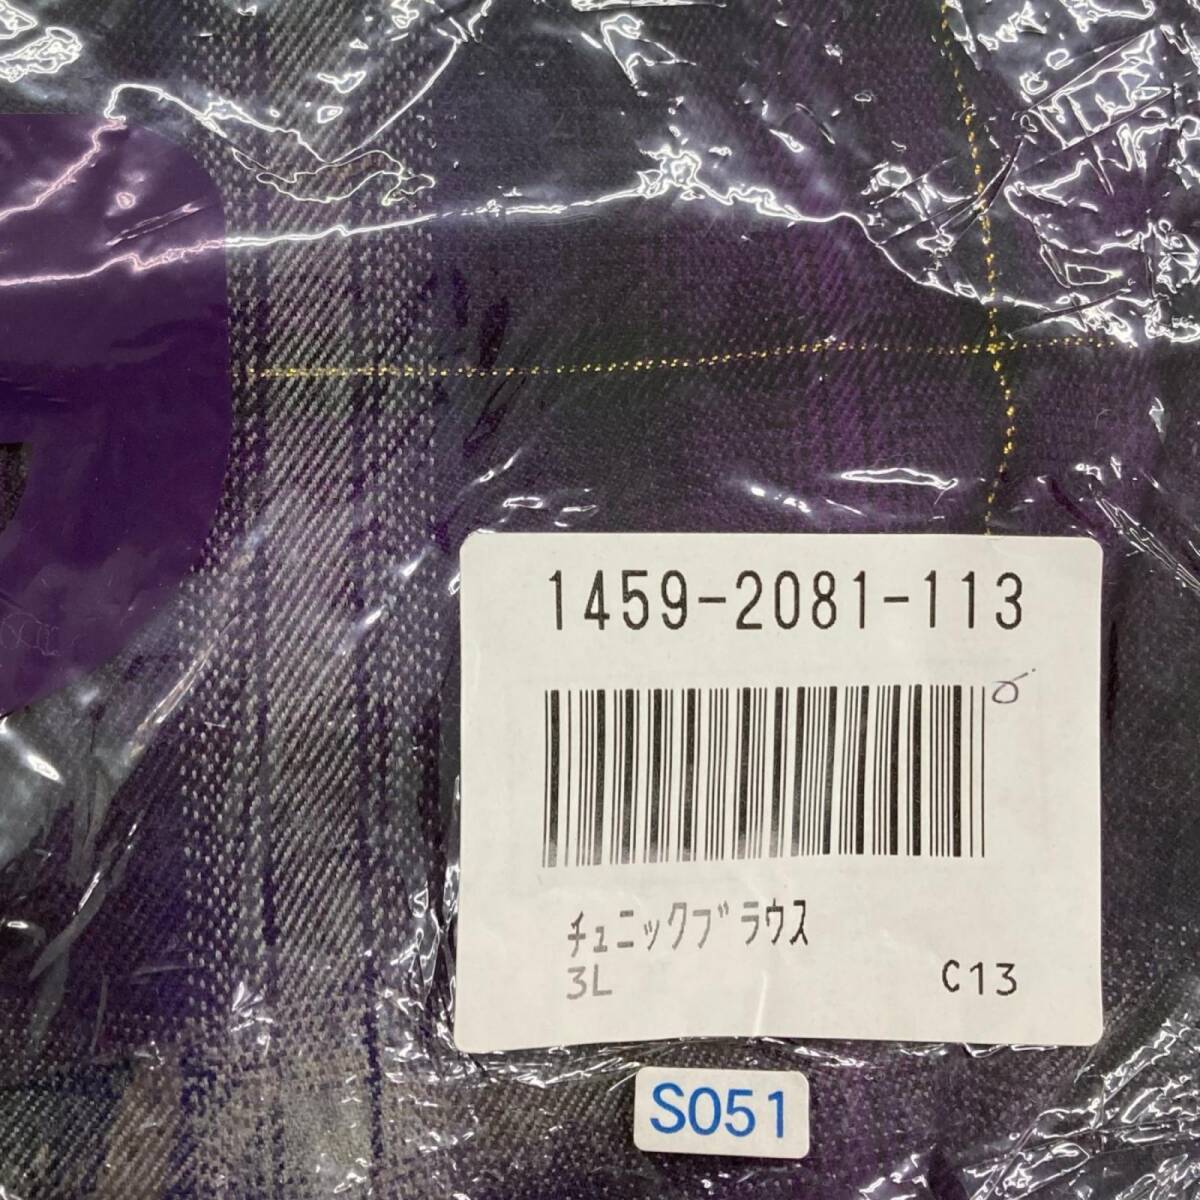 1459-2081-113
ﾁｭﾆｯｸﾌﾞﾗｳｽ
3L C13
S051